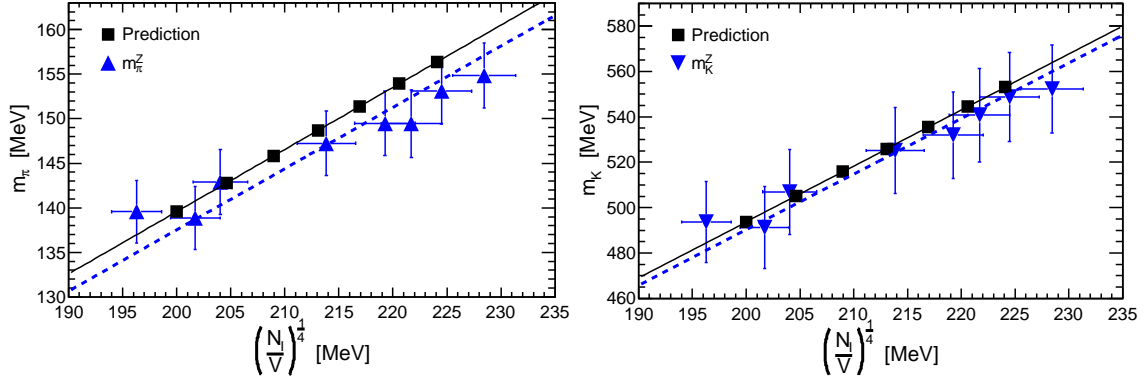 m_π [MeV]
160
155
150
145
140
135
130
Prediction
m_π^Z
190 195 200 205 210 215 220 225 230 235
(N_I/V)^{1/4} [MeV]
m_K [MeV]
580
560
540
520
500
480
460
Prediction
m_K^Z
190 195 200 205 210 215 220 225 230 235
(N_I/V)^{1/4} [MeV]